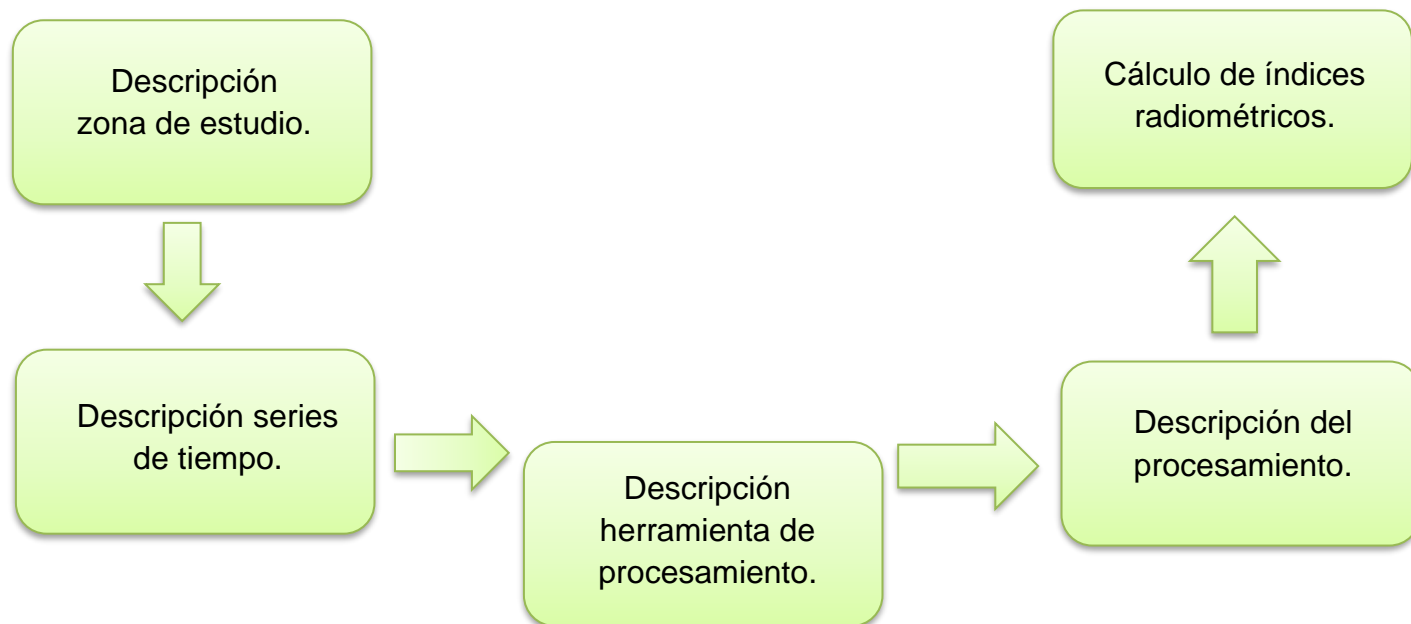 Descripción
zona de estudio.
Descripción series
de tiempo.
Descripción
herramienta de
procesamiento.
Descripción del
procesamiento.
Cálculo de índices
radiométricos.